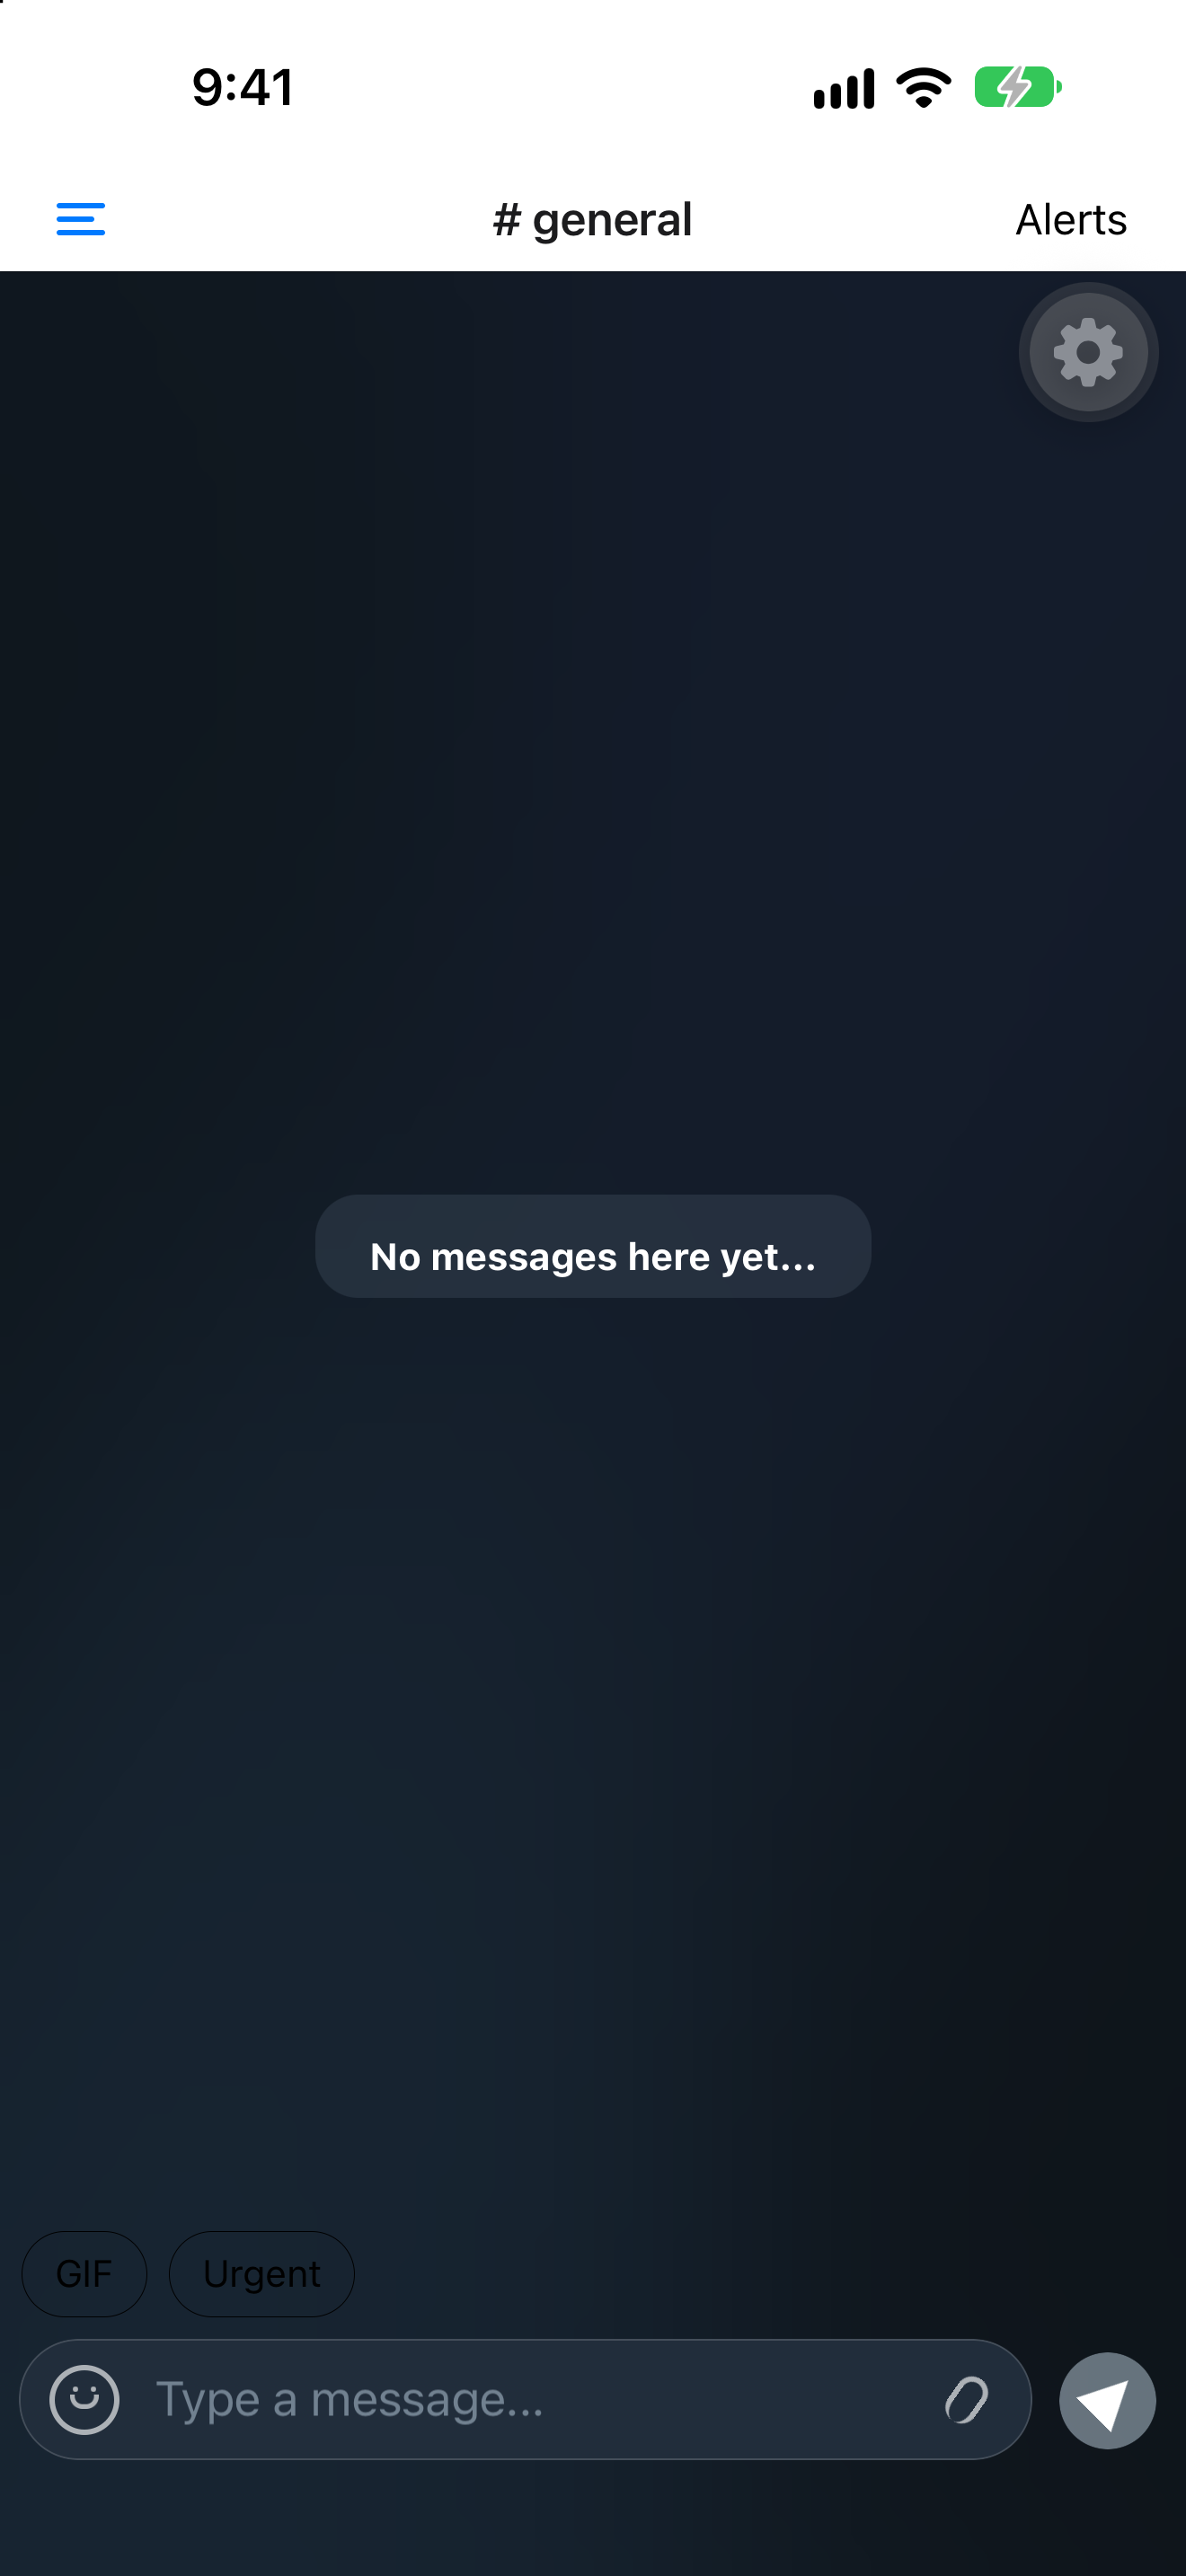 9:41
# general
Alerts
No messages here yet...
GIF
Urgent
Type a message...